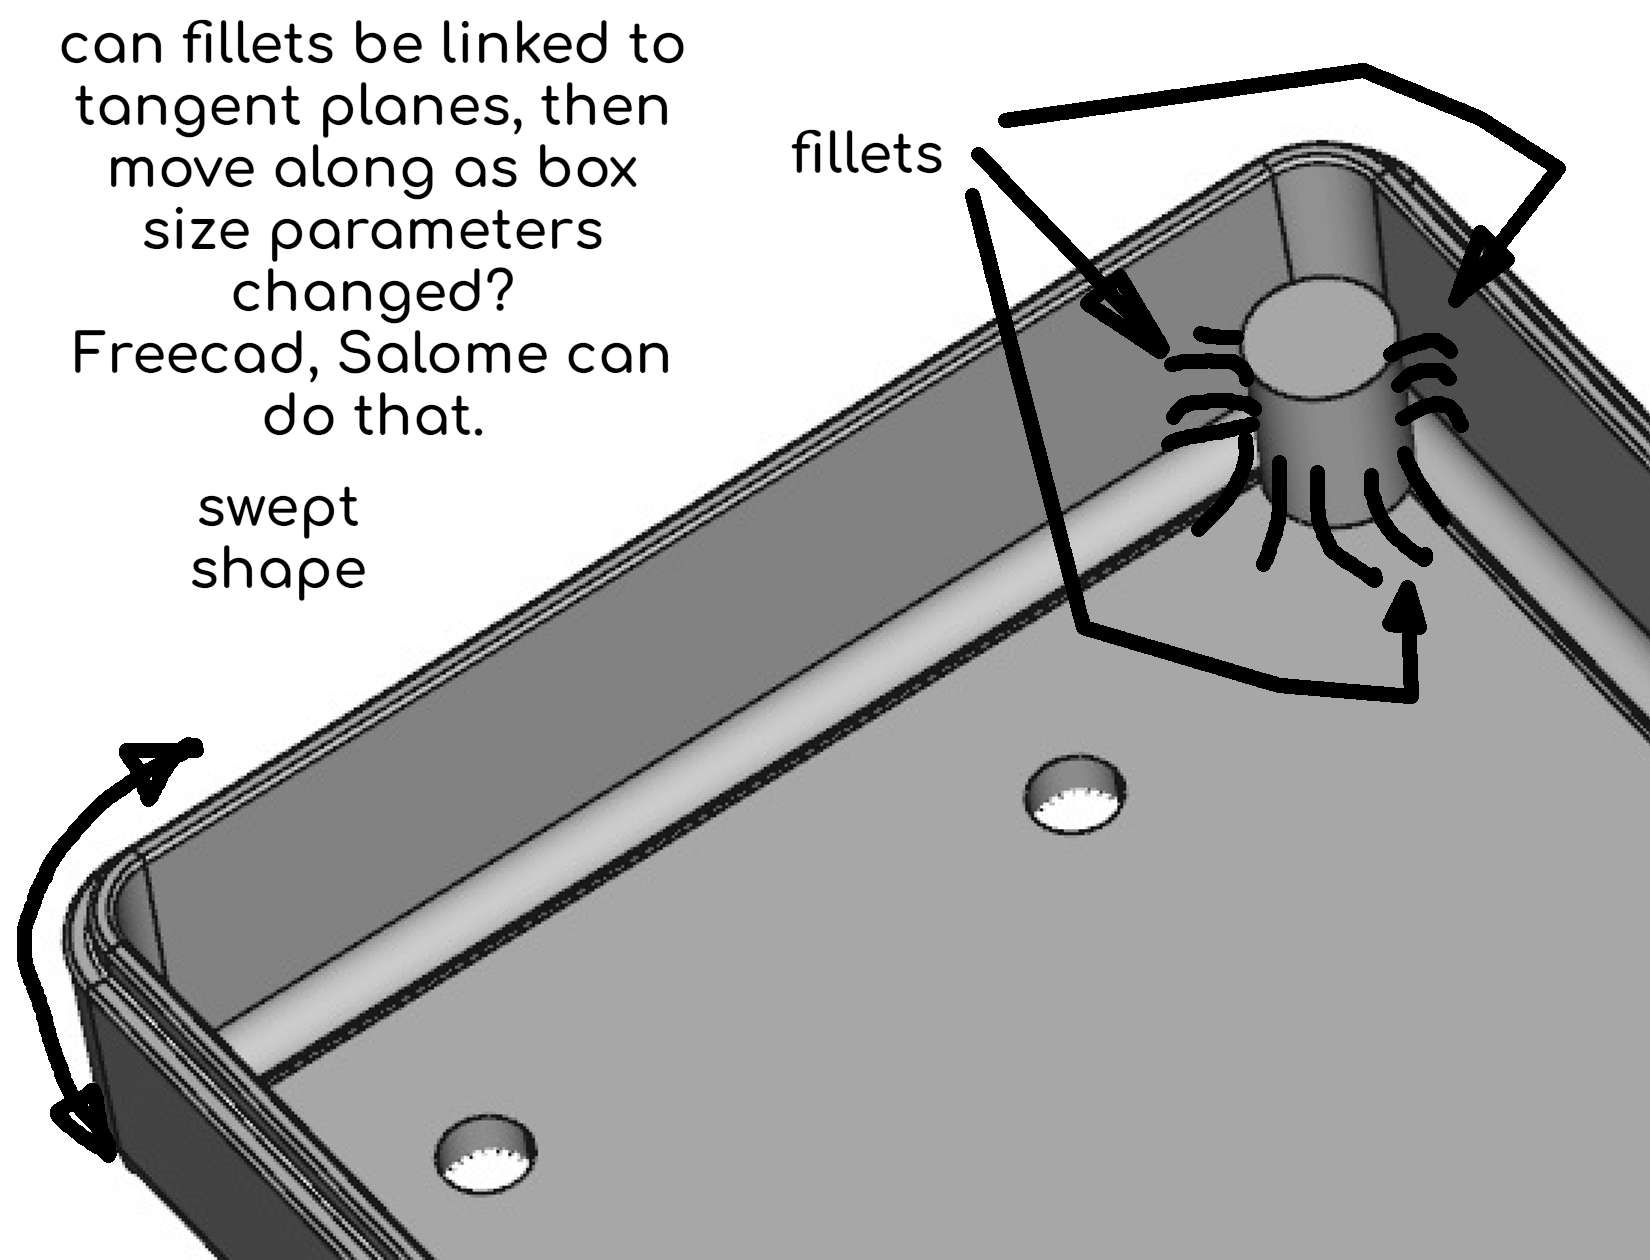 can fillets be linked to
tangent planes, then
move along as box
size parameters
changed?
Freecad, Salome can
do that.
swept
shape
fillets